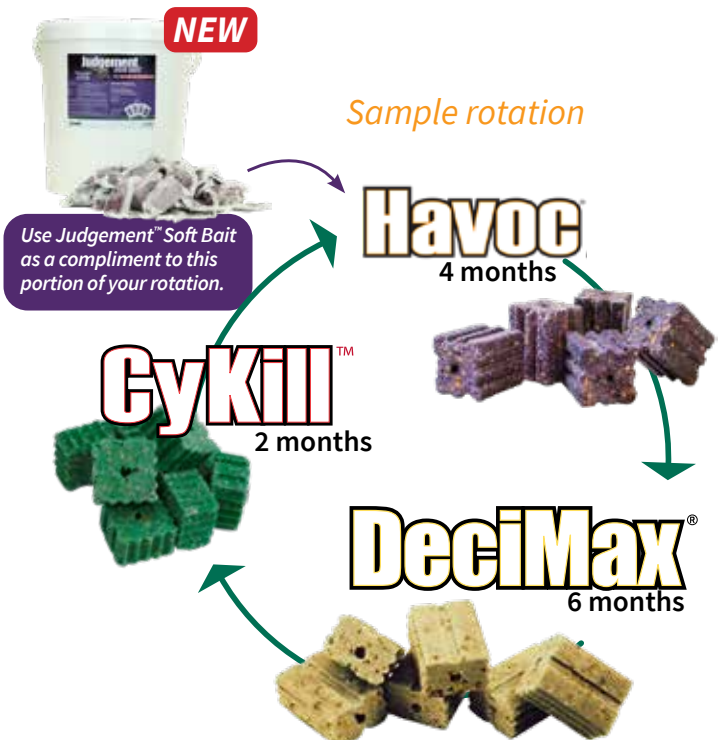 NEW
Judgement
Sample rotation
Use Judgement™ Soft Bait
as a compliment to this
portion of your rotation.
Havoc
4 months
CyKill™
2 months
DeciMax®
6 months